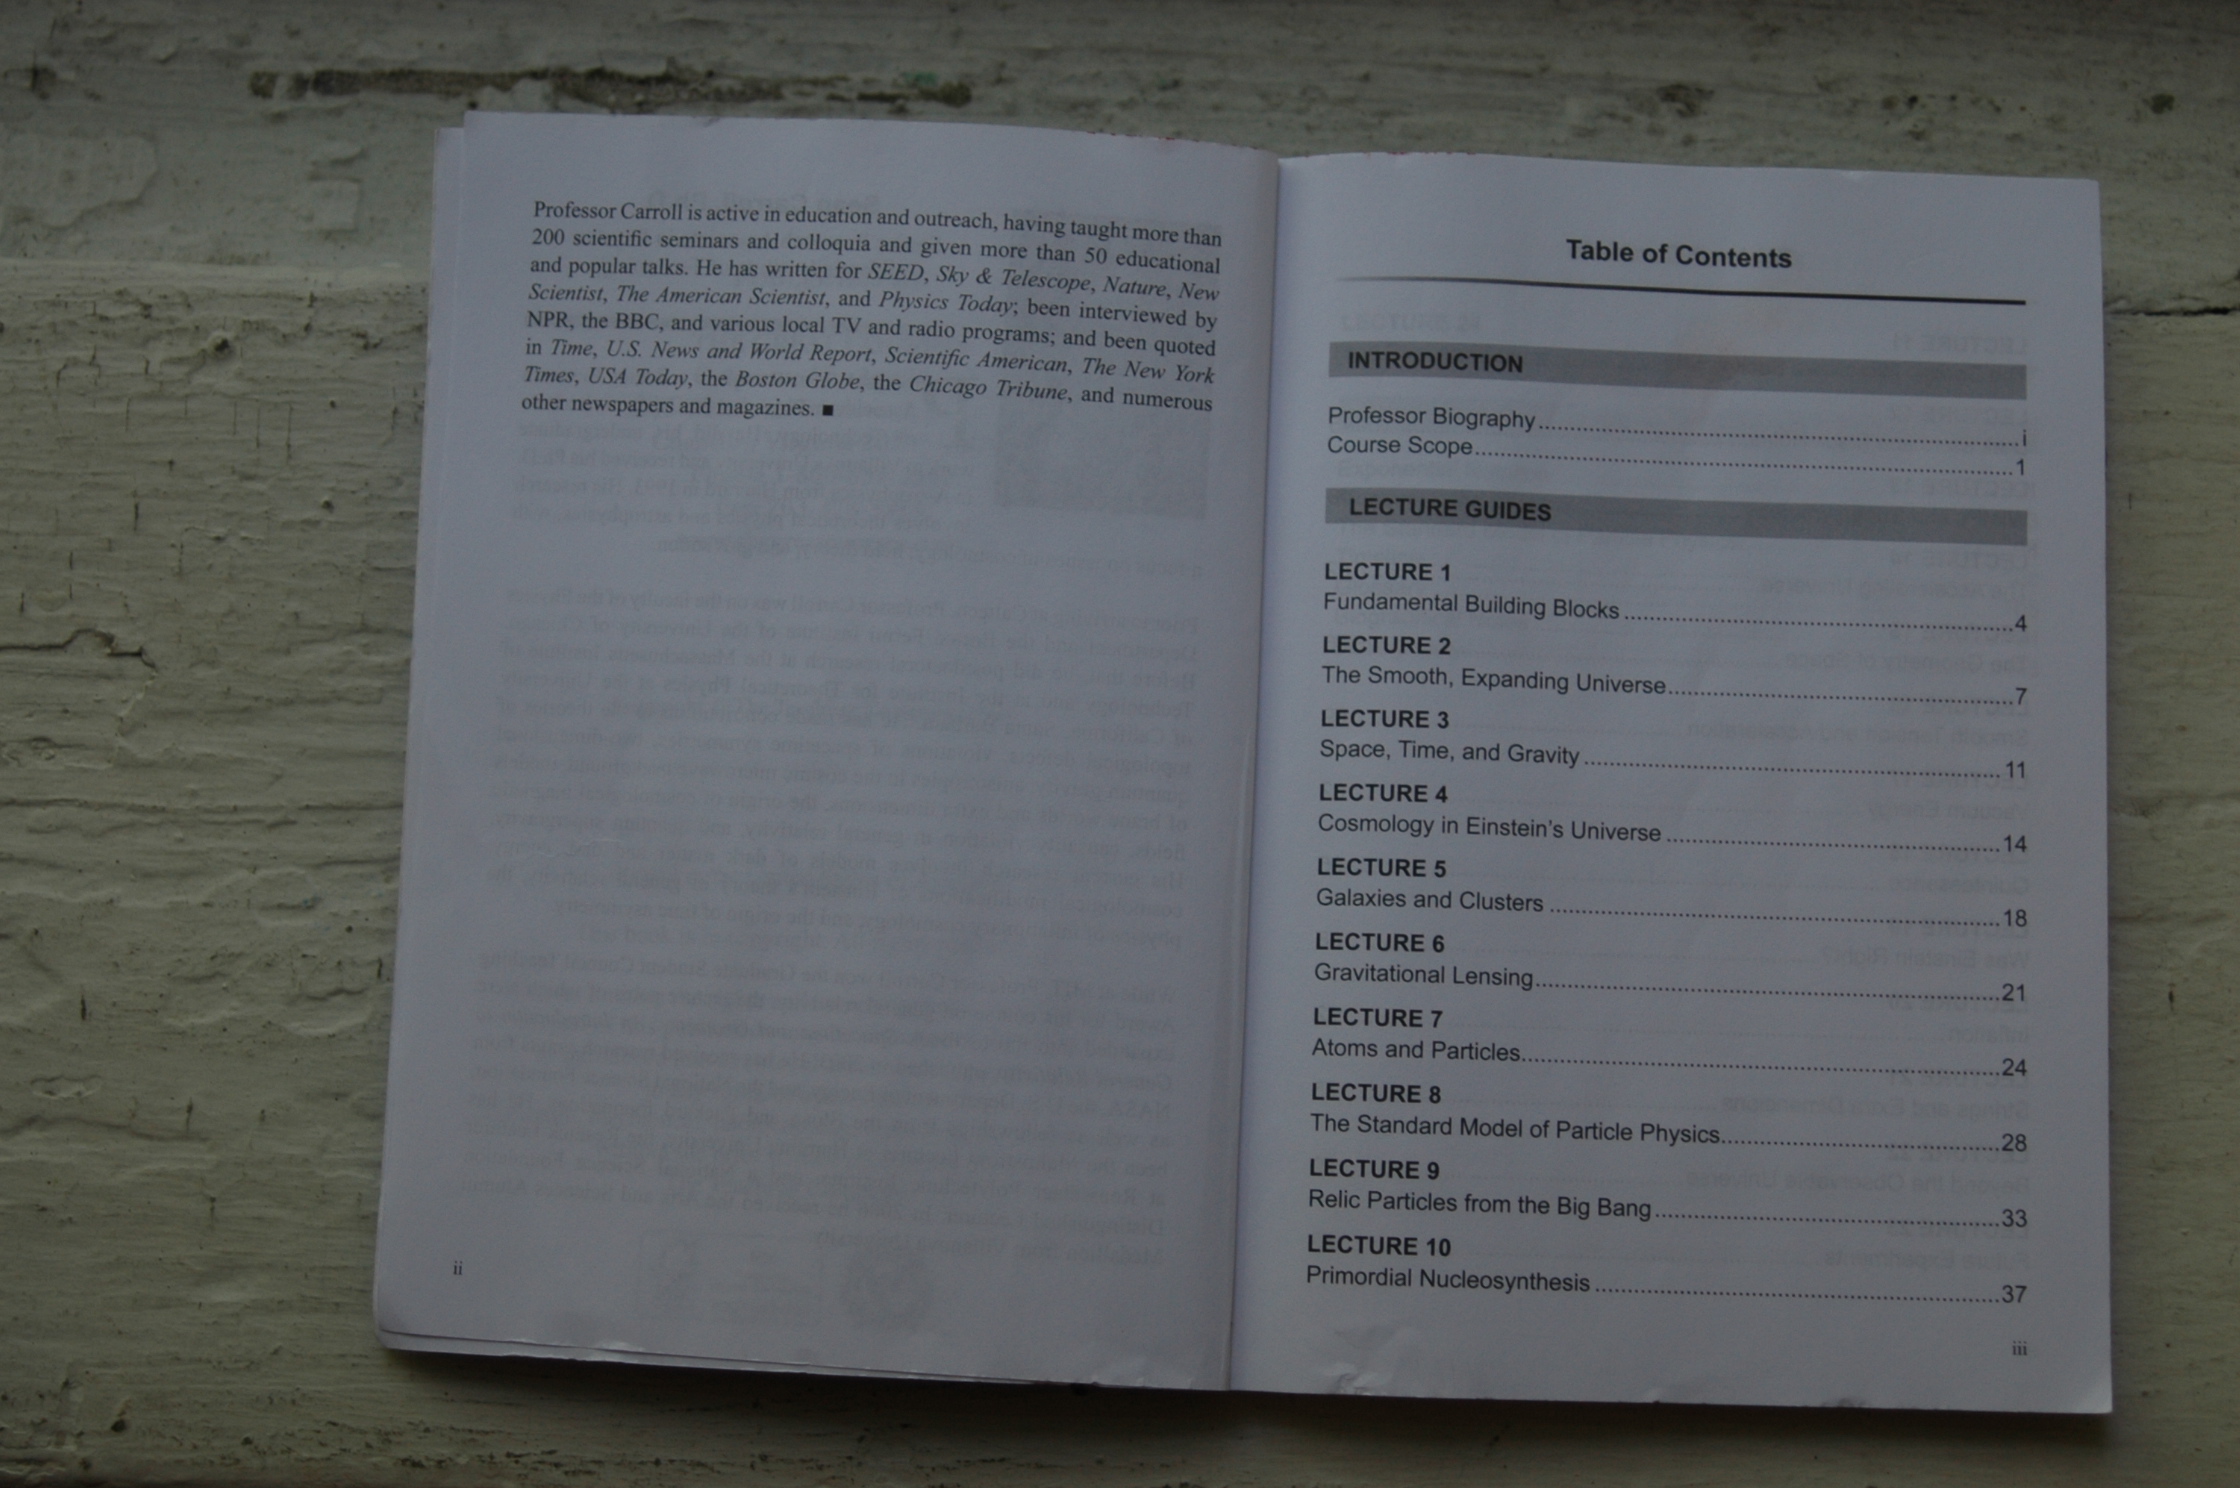 Professor Carroll is active in education and outreach, having taught more than
200 scientific seminars and colloquia and given more than 50 educational
and popular talks. He has written for SEED, Sky & Telescope, Nature, New
Scientist, The American Scientist, and Physics Today; been interviewed by
NPR, the BBC, and various local TV and radio programs; and been quoted
in Time, U.S. News and World Report, Scientific American, The New York
Times, USA Today, the Boston Globe, the Chicago Tribune, and numerous
other newspapers and magazines. ■
ii
Table of Contents
INTRODUCTION
Professor Biography.....i
Course Scope.....1
LECTURE GUIDES
LECTURE 1
Fundamental Building Blocks.....4
LECTURE 2
The Smooth, Expanding Universe.....7
LECTURE 3
Space, Time, and Gravity.....11
LECTURE 4
Cosmology in Einstein's Universe.....14
LECTURE 5
Galaxies and Clusters.....18
LECTURE 6
Gravitational Lensing.....21
LECTURE 7
Atoms and Particles.....24
LECTURE 8
The Standard Model of Particle Physics.....28
LECTURE 9
Relic Particles from the Big Bang.....33
LECTURE 10
Primordial Nucleosynthesis.....37
iii